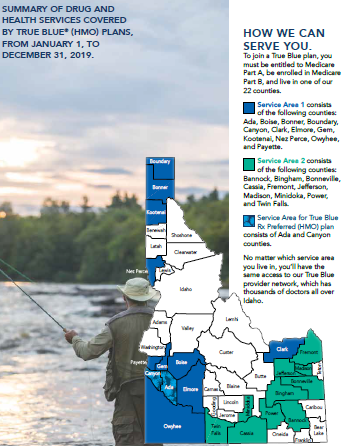 SUMMARY OF DRUG AND
HEALTH SERVICES COVERED
BY TRUE BLUE® (HMO) PLANS,
FROM JANUARY 1, TO
DECEMBER 31, 2019.
HOW WE CAN
SERVE YOU.
To join a True Blue plan, you
must be entitled to Medicare
Part A, be enrolled in Medicare
Part B, and live in one of our
22 counties.
Service Area 1 consists
of the following counties:
Ada, Boise, Bonner, Boundary,
Canyon, Clark, Elmore, Gem,
Kootenai, Nez Perce, Owyhee,
and Payette.
Service Area 2 consists
of the following counties:
Bannock, Bingham, Bonneville,
Cassia, Fremont, Jefferson,
Madison, Minidoka, Power,
and Twin Falls.
Service Area for True Blue
Rx Preferred (HMO) plan
consists of Ada and Canyon
counties.
No matter which service area
you live in, you'll have the
same access to our True Blue
provider network, which has
thousands of doctors all over
Idaho.
Boundary
Bonner
Kootenai
Benewah
Shoshone
Latah
Clearwater
Nez Perce
Lewis
Idaho
Adams
Valley
Lemhi
Washington
Payette
Gem
Boise
Custer
Clark
Fremont
Canyon
Ada
Elmore
Camas
Blaine
Butte
Jefferson
Madison
Teton
Bonneville
Bingham
Gooding
Lincoln
Jerome
Minidoka
Power
Caribou
Bannock
Owyhee
Twin
Falls
Cassia
Oneida
Franklin
Bear
Lake